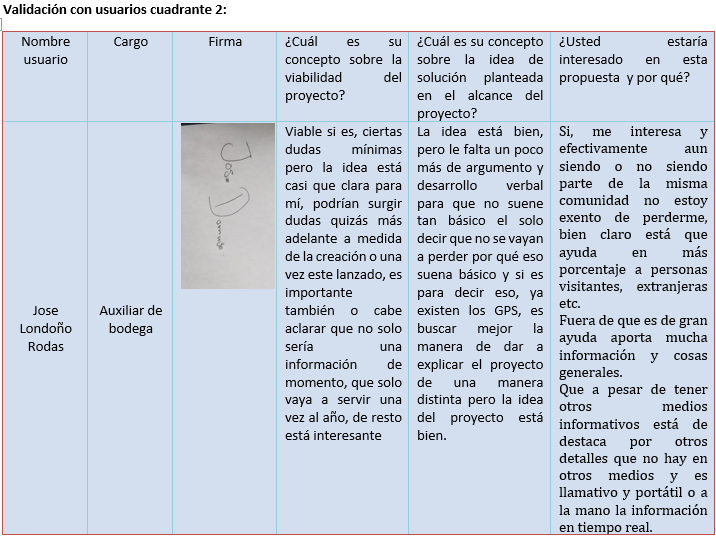 Validación con usuarios cuadrante 2:
Nombre usuario
Cargo
Firma
¿Cuál es su
concepto sobre la
viabilidad del
proyecto?
¿Cuál es su concepto
sobre la idea de
solución planteada
en el alcance del
proyecto?
¿Usted estaría
interesado en esta
propuesta y por qué?
Jose
Londoño
Rodas
Auxiliar de
bodega
Jose
Viable si es, ciertas
dudas mínimas
pero la idea está
casi que clara para
mí, podrían surgir
dudas quizás más
adelante a medida
de la creación o una
vez este lanzado, es
importante
también o cabe
aclarar que no solo
sería una
información de
momento, que solo
vaya a servir una
vez al año, de resto
está interesante
La idea está bien,
pero le falta un poco
más de argumento y
desarrollo verbal
para que no suene
tan básico el solo
decir que no se vayan
a perder por qué eso
suena básico y si es
para decir eso, ya
existen los GPS, es
buscar mejor la
manera de dar a
explicar el proyecto
de una manera
distinta pero la idea
del proyecto está
bien.
Si, me interesa y
efectivamente aun
siendo o no siendo
parte de la misma
comunidad no estoy
exento de perderme,
bien claro está que
ayuda en más
porcentaje a personas
visitantes, extranjeras
etc.
Fuera de que es de gran
ayuda aporta mucha
información y cosas
generales.
Que a pesar de tener
otros medios
informativos está de
destaca por otros
detalles que no hay en
otros medios y es
llamativo y portátil o a
la mano la información
en tiempo real.